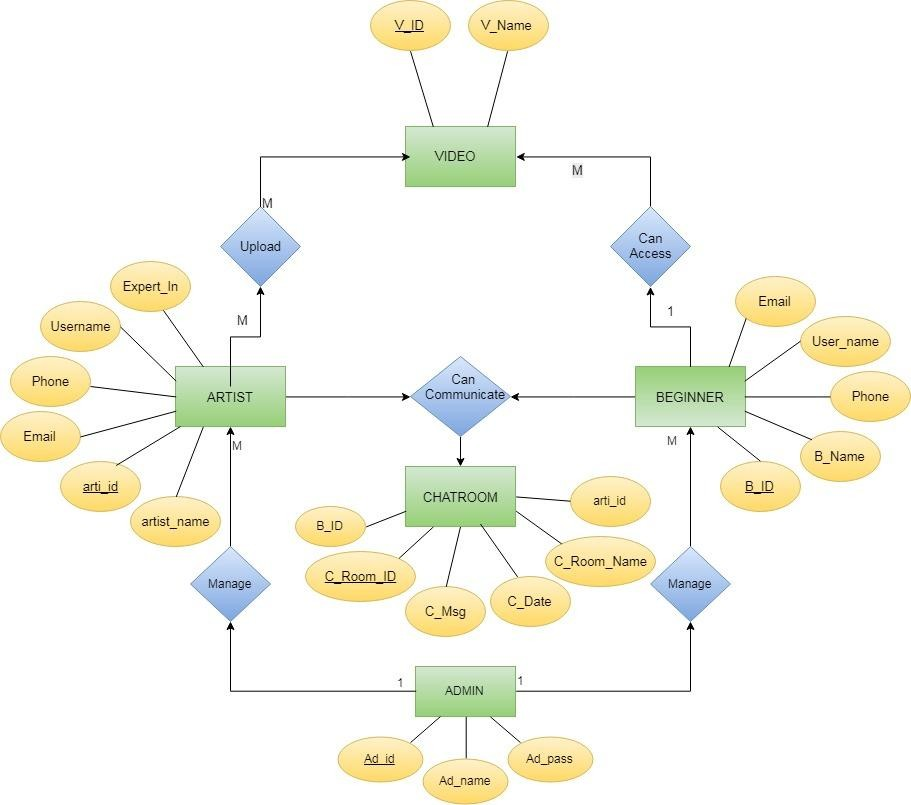 V_ID
V_Name
VIDEO
M
M
Upload
Can
Access
Expert_In
Email
M
1
Username
User_name
Phone
Can
Communicate
ARTIST
BEGINNER
Phone
Email
M
M
B_Name
arti_id
CHATROOM
arti_id
B_ID
artist_name
B_ID
C_Room_Name
C_Room_ID
Manage
Manage
C_Msg
C_Date
1
ADMIN
1
Ad_id
Ad_name
Ad_pass